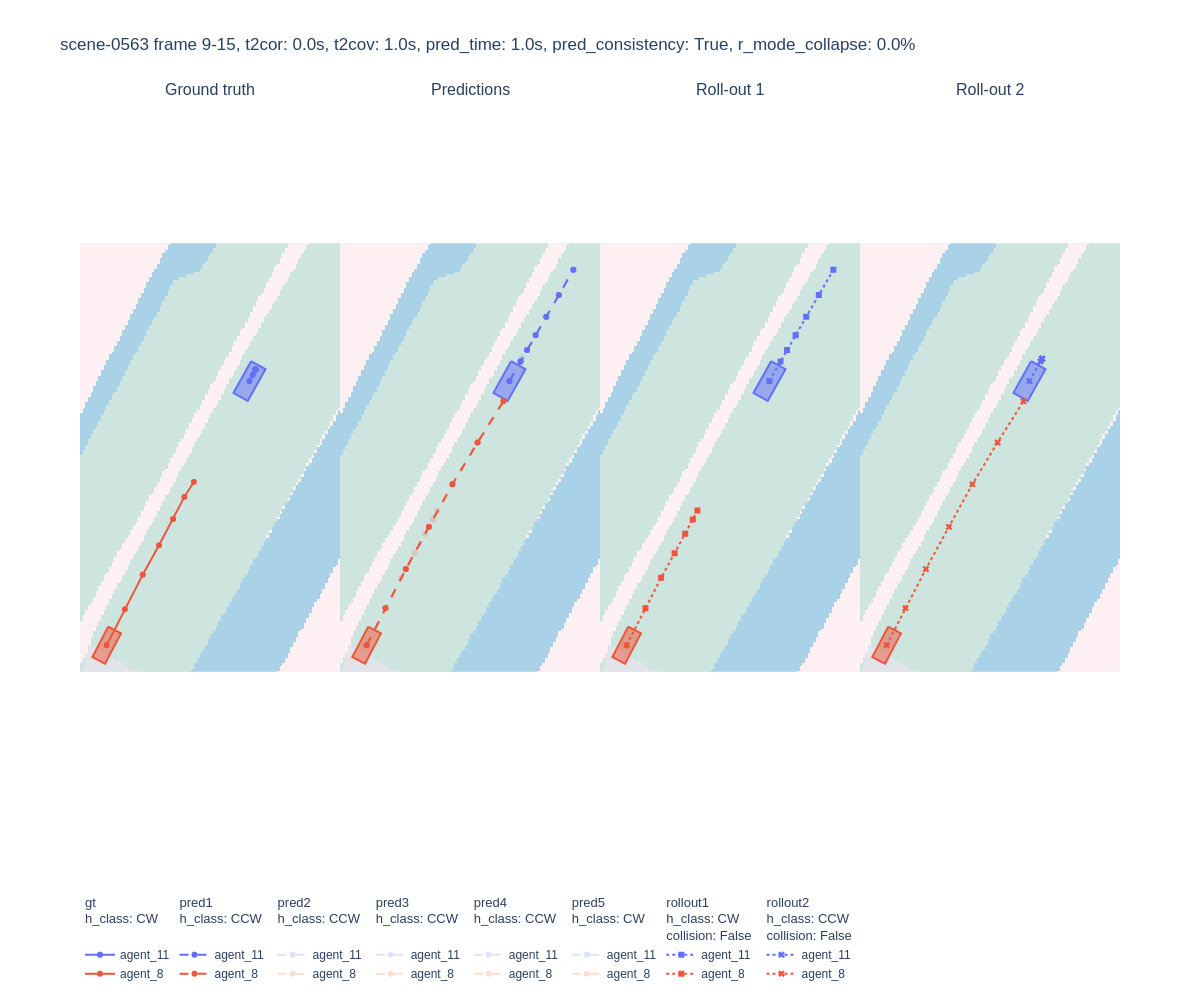 scene-0563 frame 9-15, t2cor: 0.0s, t2cov: 1.0s, pred_time: 1.0s, pred_consistency: True, r_mode_collapse: 0.0%
Ground truth Predictions Roll-out 1 Roll-out 2
gt pred1 pred2 pred3 pred4 pred5 rollout1 rollout2
h_class: CW h_class: CCW h_class: CCW h_class: CCW h_class: CCW h_class: CW h_class: CW h_class: CCW
collision: False collision: False
agent_11 agent_11 agent_11 agent_11 agent_11 agent_11 agent_11 agent_11
agent_8 agent_8 agent_8 agent_8 agent_8 agent_8 agent_8 agent_8